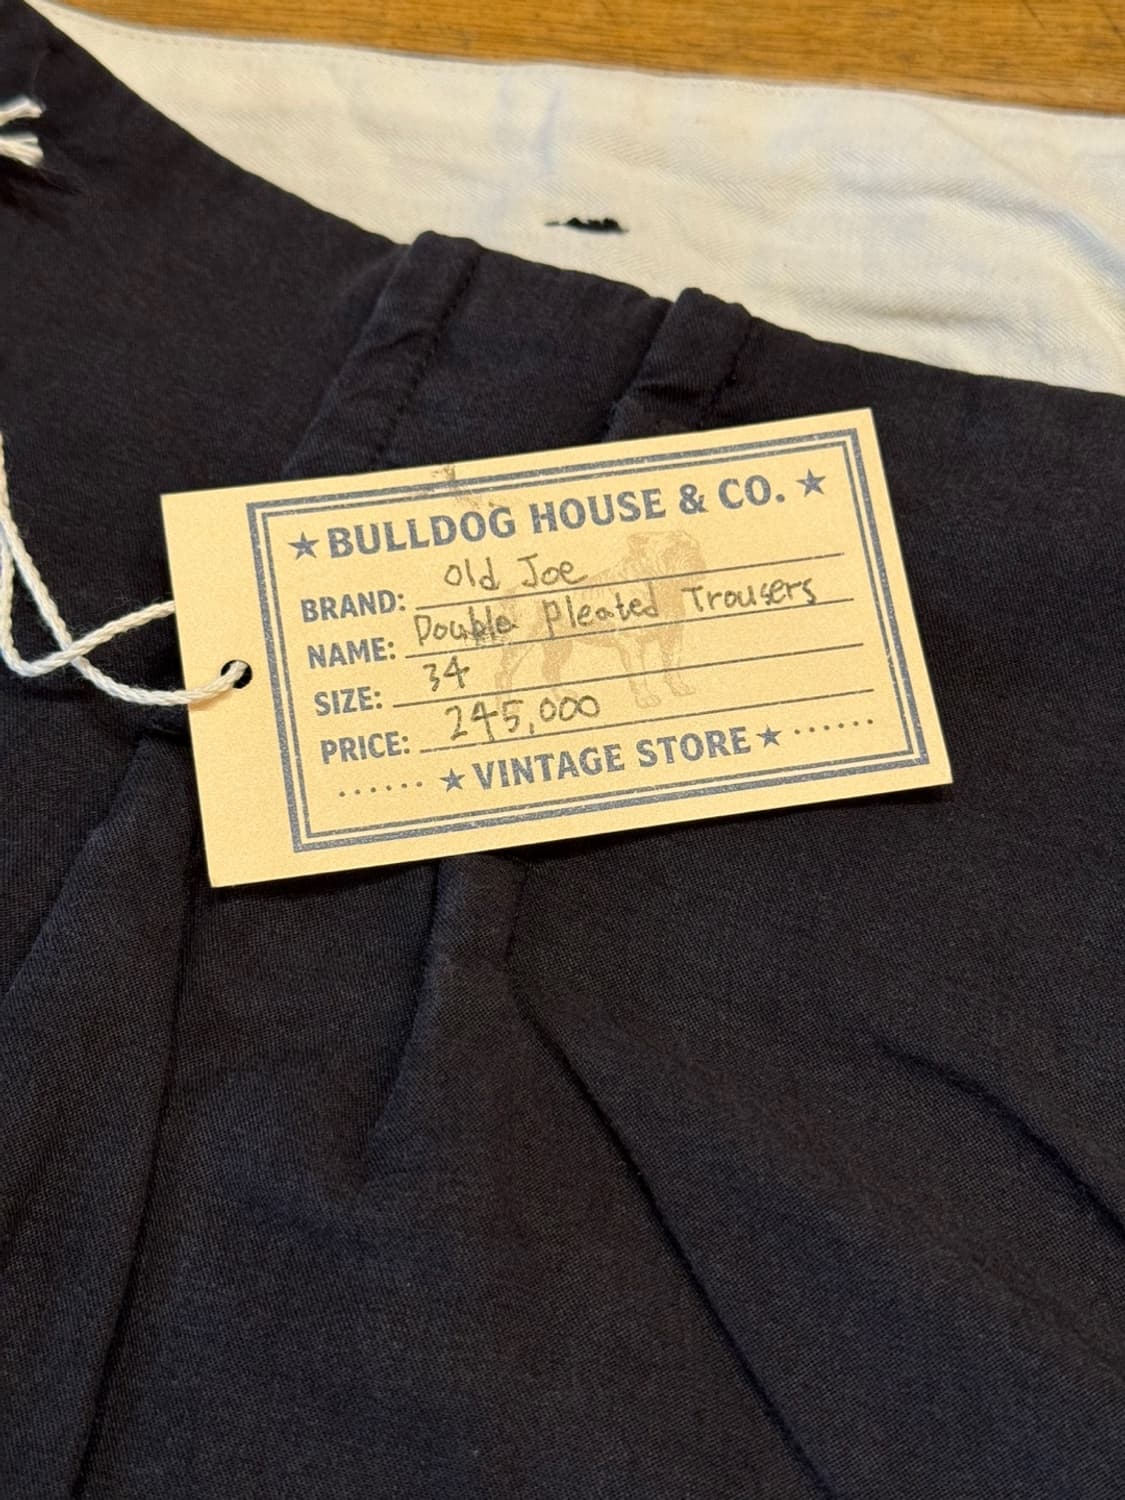 ★ BULLDOG HOUSE & CO. ★
BRAND: Old Joe
NAME: Double Pleated Trousers
SIZE: 34
PRICE: 245,000
...... ★ VINTAGE STORE ★ ......